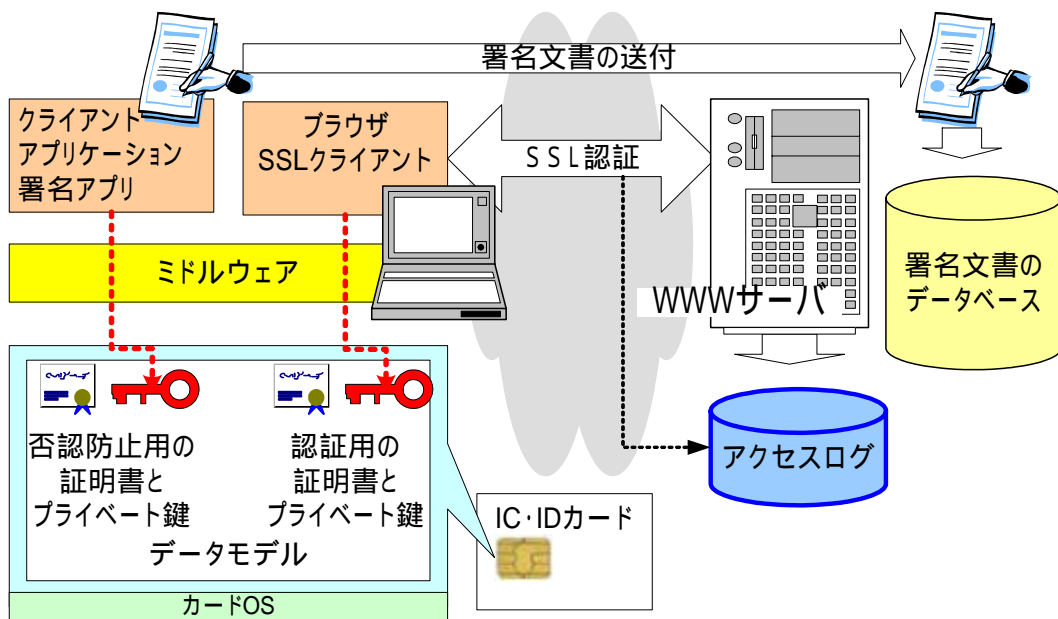 署名文書の送付
クライアント
アプリケーション
署名アプリ
ブラウザ
SSLクライアント
SSL認証
ミドルウェア
WWWサーバ
署名文書の
データベース
アクセスログ
否認防止用の
証明書と
プライベート鍵
認証用の
証明書と
プライベート鍵
データモデル
カードOS
IC・IDカード